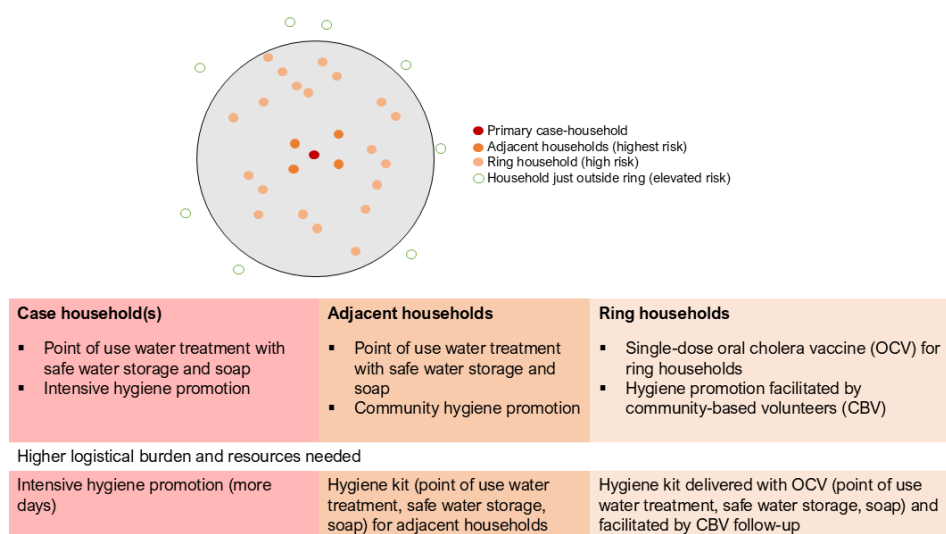 Primary case-household
Adjacent households (highest risk)
Ring household (high risk)
Household just outside ring (elevated risk)
Case household(s)
▪ Point of use water treatment with
safe water storage and soap
▪ Intensive hygiene promotion
Adjacent households
▪ Point of use water treatment
with safe water storage and
soap
▪ Community hygiene promotion
Ring households
▪ Single-dose oral cholera vaccine (OCV) for
ring households
▪ Hygiene promotion facilitated by
community-based volunteers (CBV)
Higher logistical burden and resources needed
Intensive hygiene promotion (more
days)
Hygiene kit (point of use water
treatment, safe water storage,
soap) for adjacent households
Hygiene kit delivered with OCV (point of use
water treatment, safe water storage, soap) and
facilitated by CBV follow-up